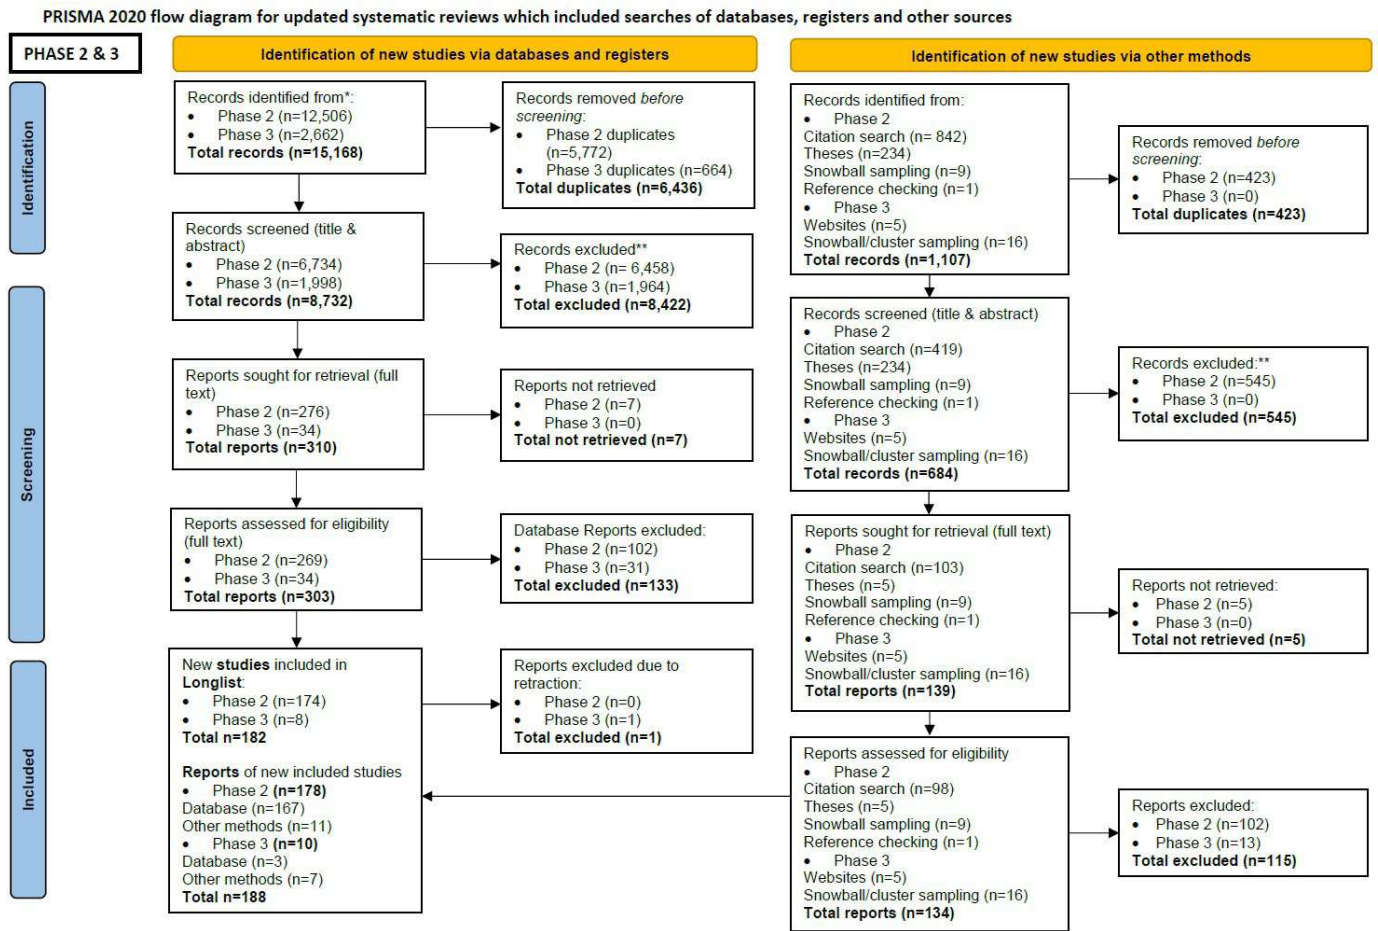 PRISMA 2020 flow diagram for updated systematic reviews which included searches of databases, registers and other sources
PHASE 2 & 3
Identification of new studies via databases and registers
Identification of new studies via other methods
Identification
Records identified from*:
• Phase 2 (n=12,506)
• Phase 3 (n=2,662)
Total records (n=15,168)
Records removed before
screening:
• Phase 2 duplicates
(n=5,772)
• Phase 3 duplicates (n=664)
Total duplicates (n=6,436)
Records identified from:
• Phase 2
Citation search (n= 842)
Theses (n=234)
Snowball sampling (n=9)
Reference checking (n=1)
• Phase 3
Websites (n=5)
Snowball/cluster sampling (n=16)
Total records (n=1,107)
Records removed before
screening:
• Phase 2 (n=423)
• Phase 3 (n=0)
Total duplicates (n=423)
Screening
Records screened (title &
abstract)
• Phase 2 (n=6,734)
• Phase 3 (n=1,998)
Total records (n=8,732)
Records excluded**
• Phase 2 (n= 6,458)
• Phase 3 (n=1,964)
Total excluded (n=8,422)
Records screened (title & abstract)
• Phase 2
Citation search (n=419)
Theses (n=234)
Snowball sampling (n=9)
Reference checking (n=1)
• Phase 3
Websites (n=5)
Snowball/cluster sampling (n=16)
Total records (n=684)
Records excluded:**
• Phase 2 (n=545)
• Phase 3 (n=0)
Total excluded (n=545)
Reports sought for retrieval (full
text)
• Phase 2 (n=276)
• Phase 3 (n=34)
Total reports (n=310)
Reports not retrieved
• Phase 2 (n=7)
• Phase 3 (n=0)
Total not retrieved (n=7)
Reports assessed for eligibility
(full text)
• Phase 2 (n=269)
• Phase 3 (n=34)
Total reports (n=303)
Database Reports excluded:
• Phase 2 (n=102)
• Phase 3 (n=31)
Total excluded (n=133)
Reports sought for retrieval (full text)
• Phase 2
Citation search (n=103)
Theses (n=5)
Snowball sampling (n=9)
Reference checking (n=1)
• Phase 3
Websites (n=5)
Snowball/cluster sampling (n=16)
Total reports (n=139)
Reports not retrieved:
• Phase 2 (n=5)
• Phase 3 (n=0)
Total not retrieved (n=5)
Included
New studies included in
Longlist:
• Phase 2 (n=174)
• Phase 3 (n=8)
Total n=182
Reports of new included studies
• Phase 2 (n=178)
Database (n=167)
Other methods (n=11)
• Phase 3 (n=10)
Database (n=3)
Other methods (n=7)
Total n=188
Reports excluded due to
retraction:
• Phase 2 (n=0)
• Phase 3 (n=1)
Total excluded (n=1)
Reports assessed for eligibility
• Phase 2
Citation search (n=98)
Theses (n=5)
Snowball sampling (n=9)
Reference checking (n=1)
• Phase 3
Websites (n=5)
Snowball/cluster sampling (n=16)
Total reports (n=134)
Reports excluded:
• Phase 2 (n=102)
• Phase 3 (n=13)
Total excluded (n=115)